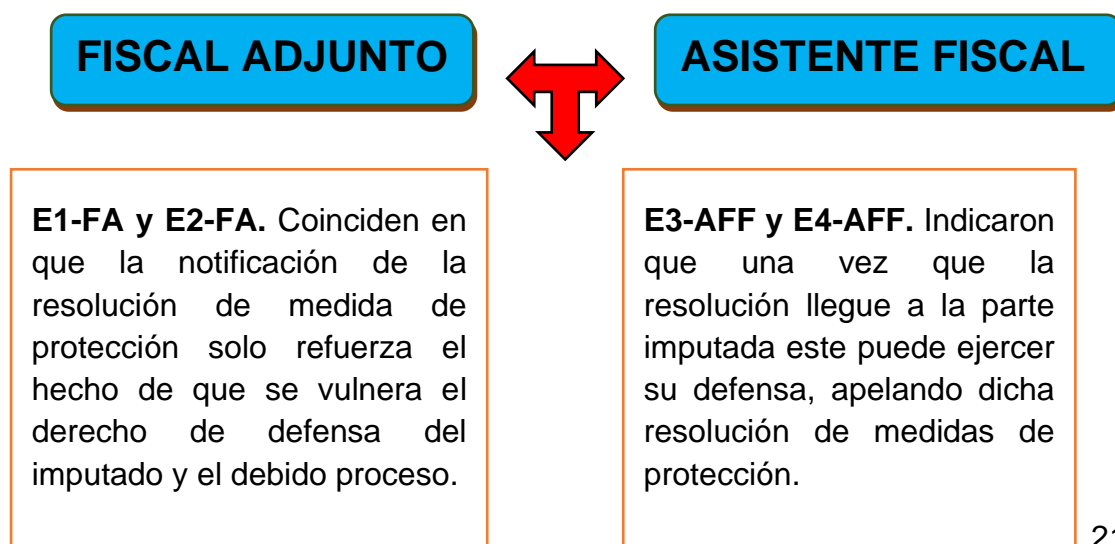 FISCAL ADJUNTO
ASISTENTE FISCAL
E1-FA y E2-FA. Coinciden en
que la notificación de la
resolución de medida de
protección solo refuerza el
hecho de que se vulnera el
derecho de defensa del
imputado y el debido proceso.
E3-AFF y E4-AFF. Indicaron
que una vez que la
resolución llegue a la parte
imputada este puede ejercer
su defensa, apelando dicha
resolución de medidas de
protección.